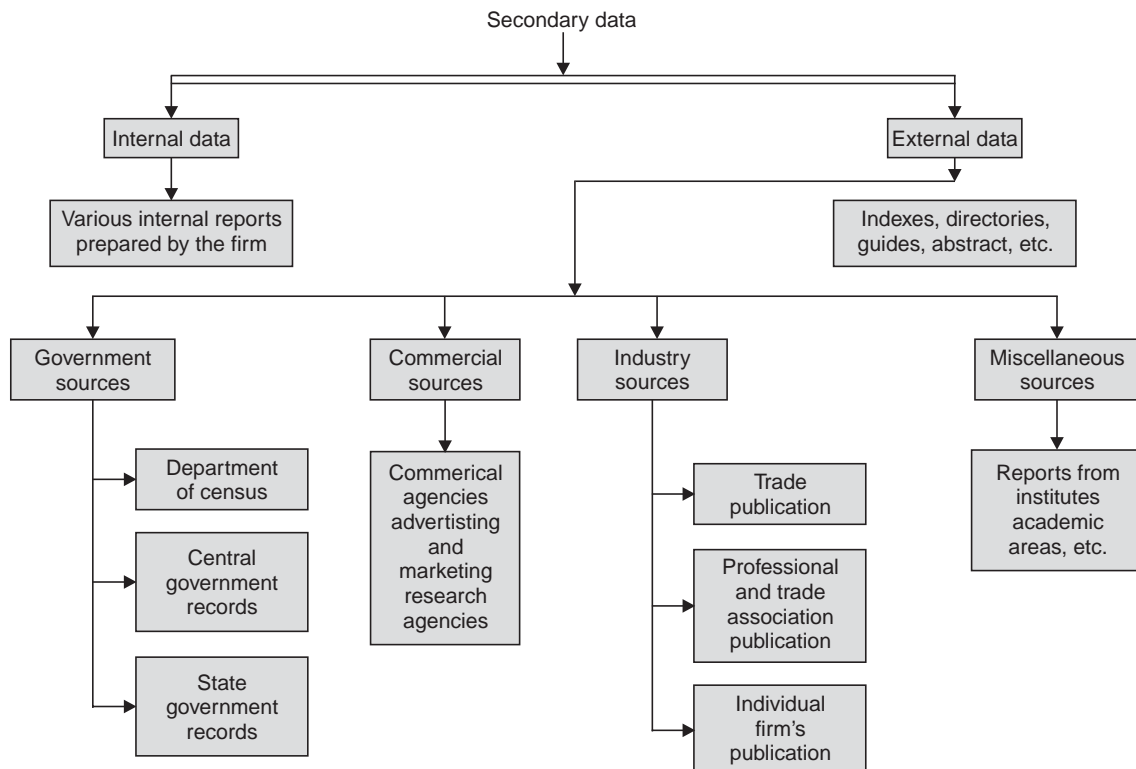 Secondary data
Internal data
External data
Various internal reports
prepared by the firm
Indexes, directories,
guides, abstract, etc.
Government
sources
Commercial
sources
Industry
sources
Miscellaneous
sources
Department
of census
Central
government
records
State
government
records
Commerical
agencies
advertisting
and
marketing
research
agencies
Trade
publication
Professional
and trade
association
publication
Individual
firm's
publication
Reports from
institutes
academic
areas, etc.